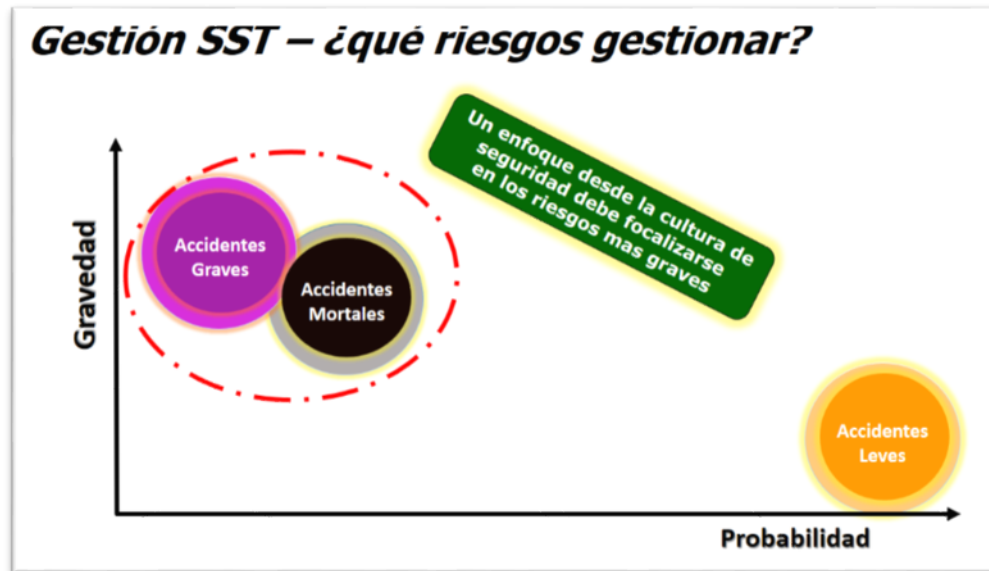 Gestión SST – ¿qué riesgos gestionar?
Un enfoque desde la cultura de
seguridad debe focalizarse
en los riesgos mas graves
Gravedad
Accidentes
Graves
Accidentes
Mortales
Accidentes
Leves
Probabilidad